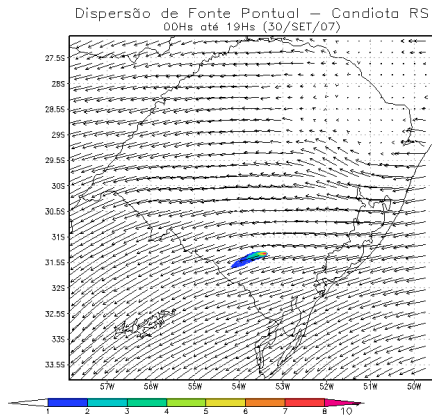 Dispersão de Fonte Pontual – Candiota RS
00Hs até 19Hs (30/SET/07)
27.5S
28S
28.5S
29S
29.5S
30S
30.5S
31S
31.5S
32S
32.5S
33S
33.5S
57W 56W 55W 54W 53W 52W 51W 50W
1 2 3 4 5 6 7 8 10